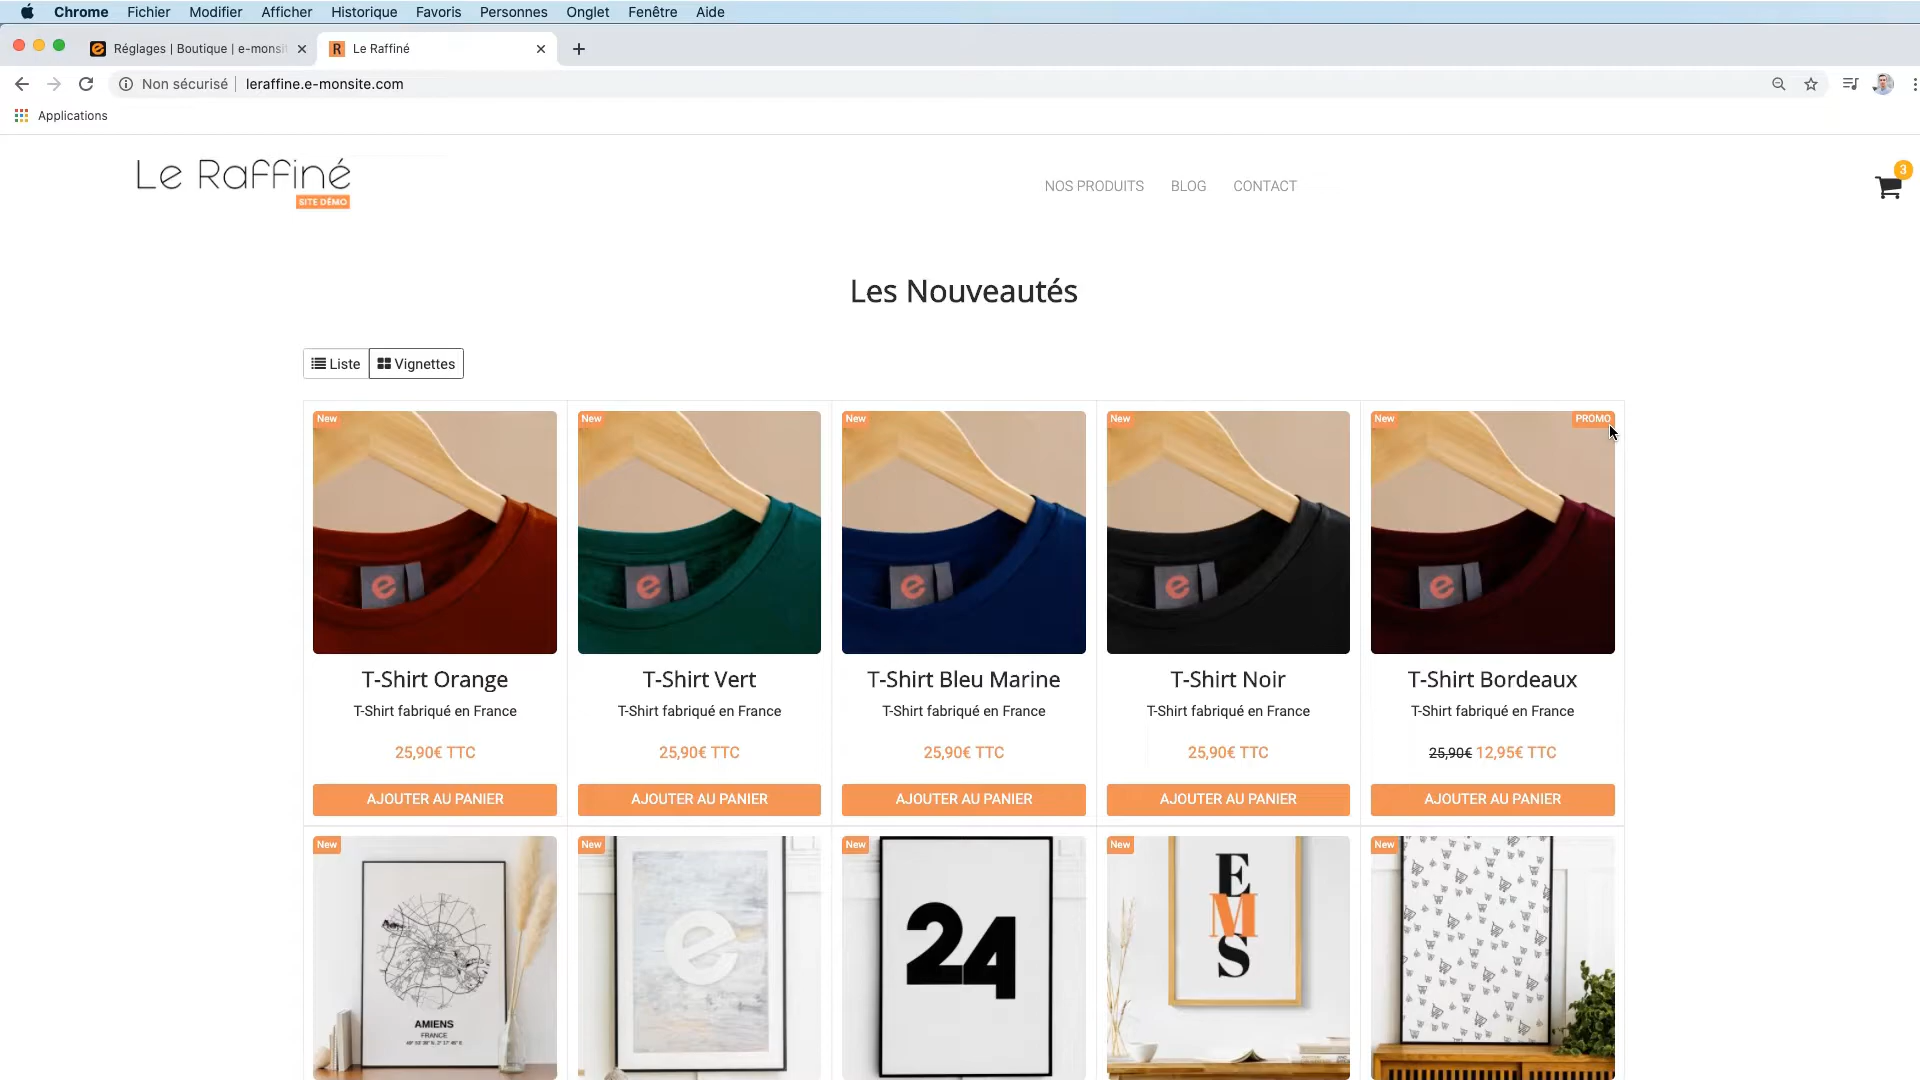 Chrome Fichier Modifier Afficher Historique Favoris Personnes Onglet Fenêtre Aide
Réglages | Boutique | e-monsit
Le Raffiné
Non sécurisé leraffine.e-monsite.com
Applications
Le Raffiné
SITE DÉMO
NOS PRODUITS BLOG CONTACT
3
Les Nouveautés
Liste Vignettes
New New New New New PROMO
e e e e e
T-Shirt Orange T-Shirt Vert T-Shirt Bleu Marine T-Shirt Noir T-Shirt Bordeaux
T-Shirt fabriqué en France T-Shirt fabriqué en France T-Shirt fabriqué en France T-Shirt fabriqué en France T-Shirt fabriqué en France
25,90€ TTC 25,90€ TTC 25,90€ TTC 25,90€ TTC 25,90€ 12,95€ TTC
AJOUTER AU PANIER AJOUTER AU PANIER AJOUTER AU PANIER AJOUTER AU PANIER AJOUTER AU PANIER
New New New New New
e 24 E
M
S
AMIENS
FRANCE